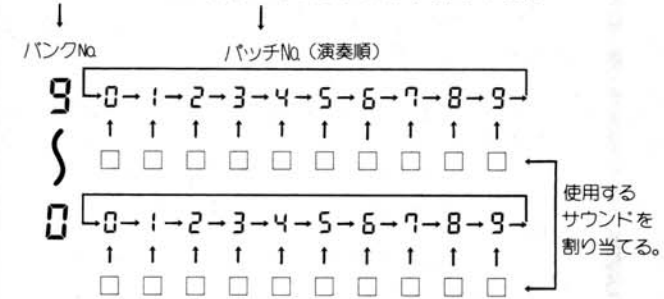 バンクNo.
パッチNo.（演奏順）
9 0→1→2→3→4→5→6→7→8→9→
〜
0 0→1→2→3→4→5→6→7→8→9→
使用する
サウンドを
割り当てる。